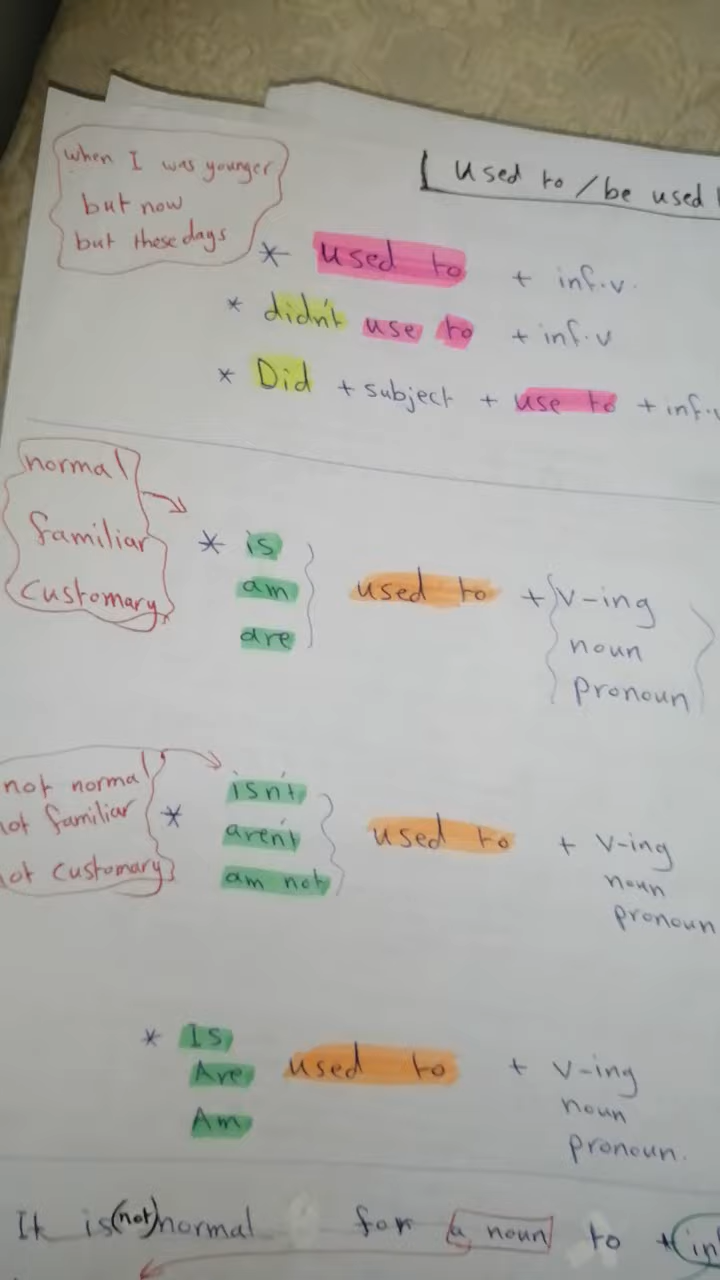 when I was younger
but now
but these days
used to / be used
* used to + inf.v.
* didn't use to + inf.v
* Did + subject + use to + inf.
normal
familiar
customary
* is
am
are
used to + v-ing
noun
pronoun
not normal
not familiar
not customary
* isn't
aren't
am not
used to + v-ing
noun
pronoun
* Is
Are
Am
used to + v-ing
noun
pronoun.
It is (not) normal for a noun to + in